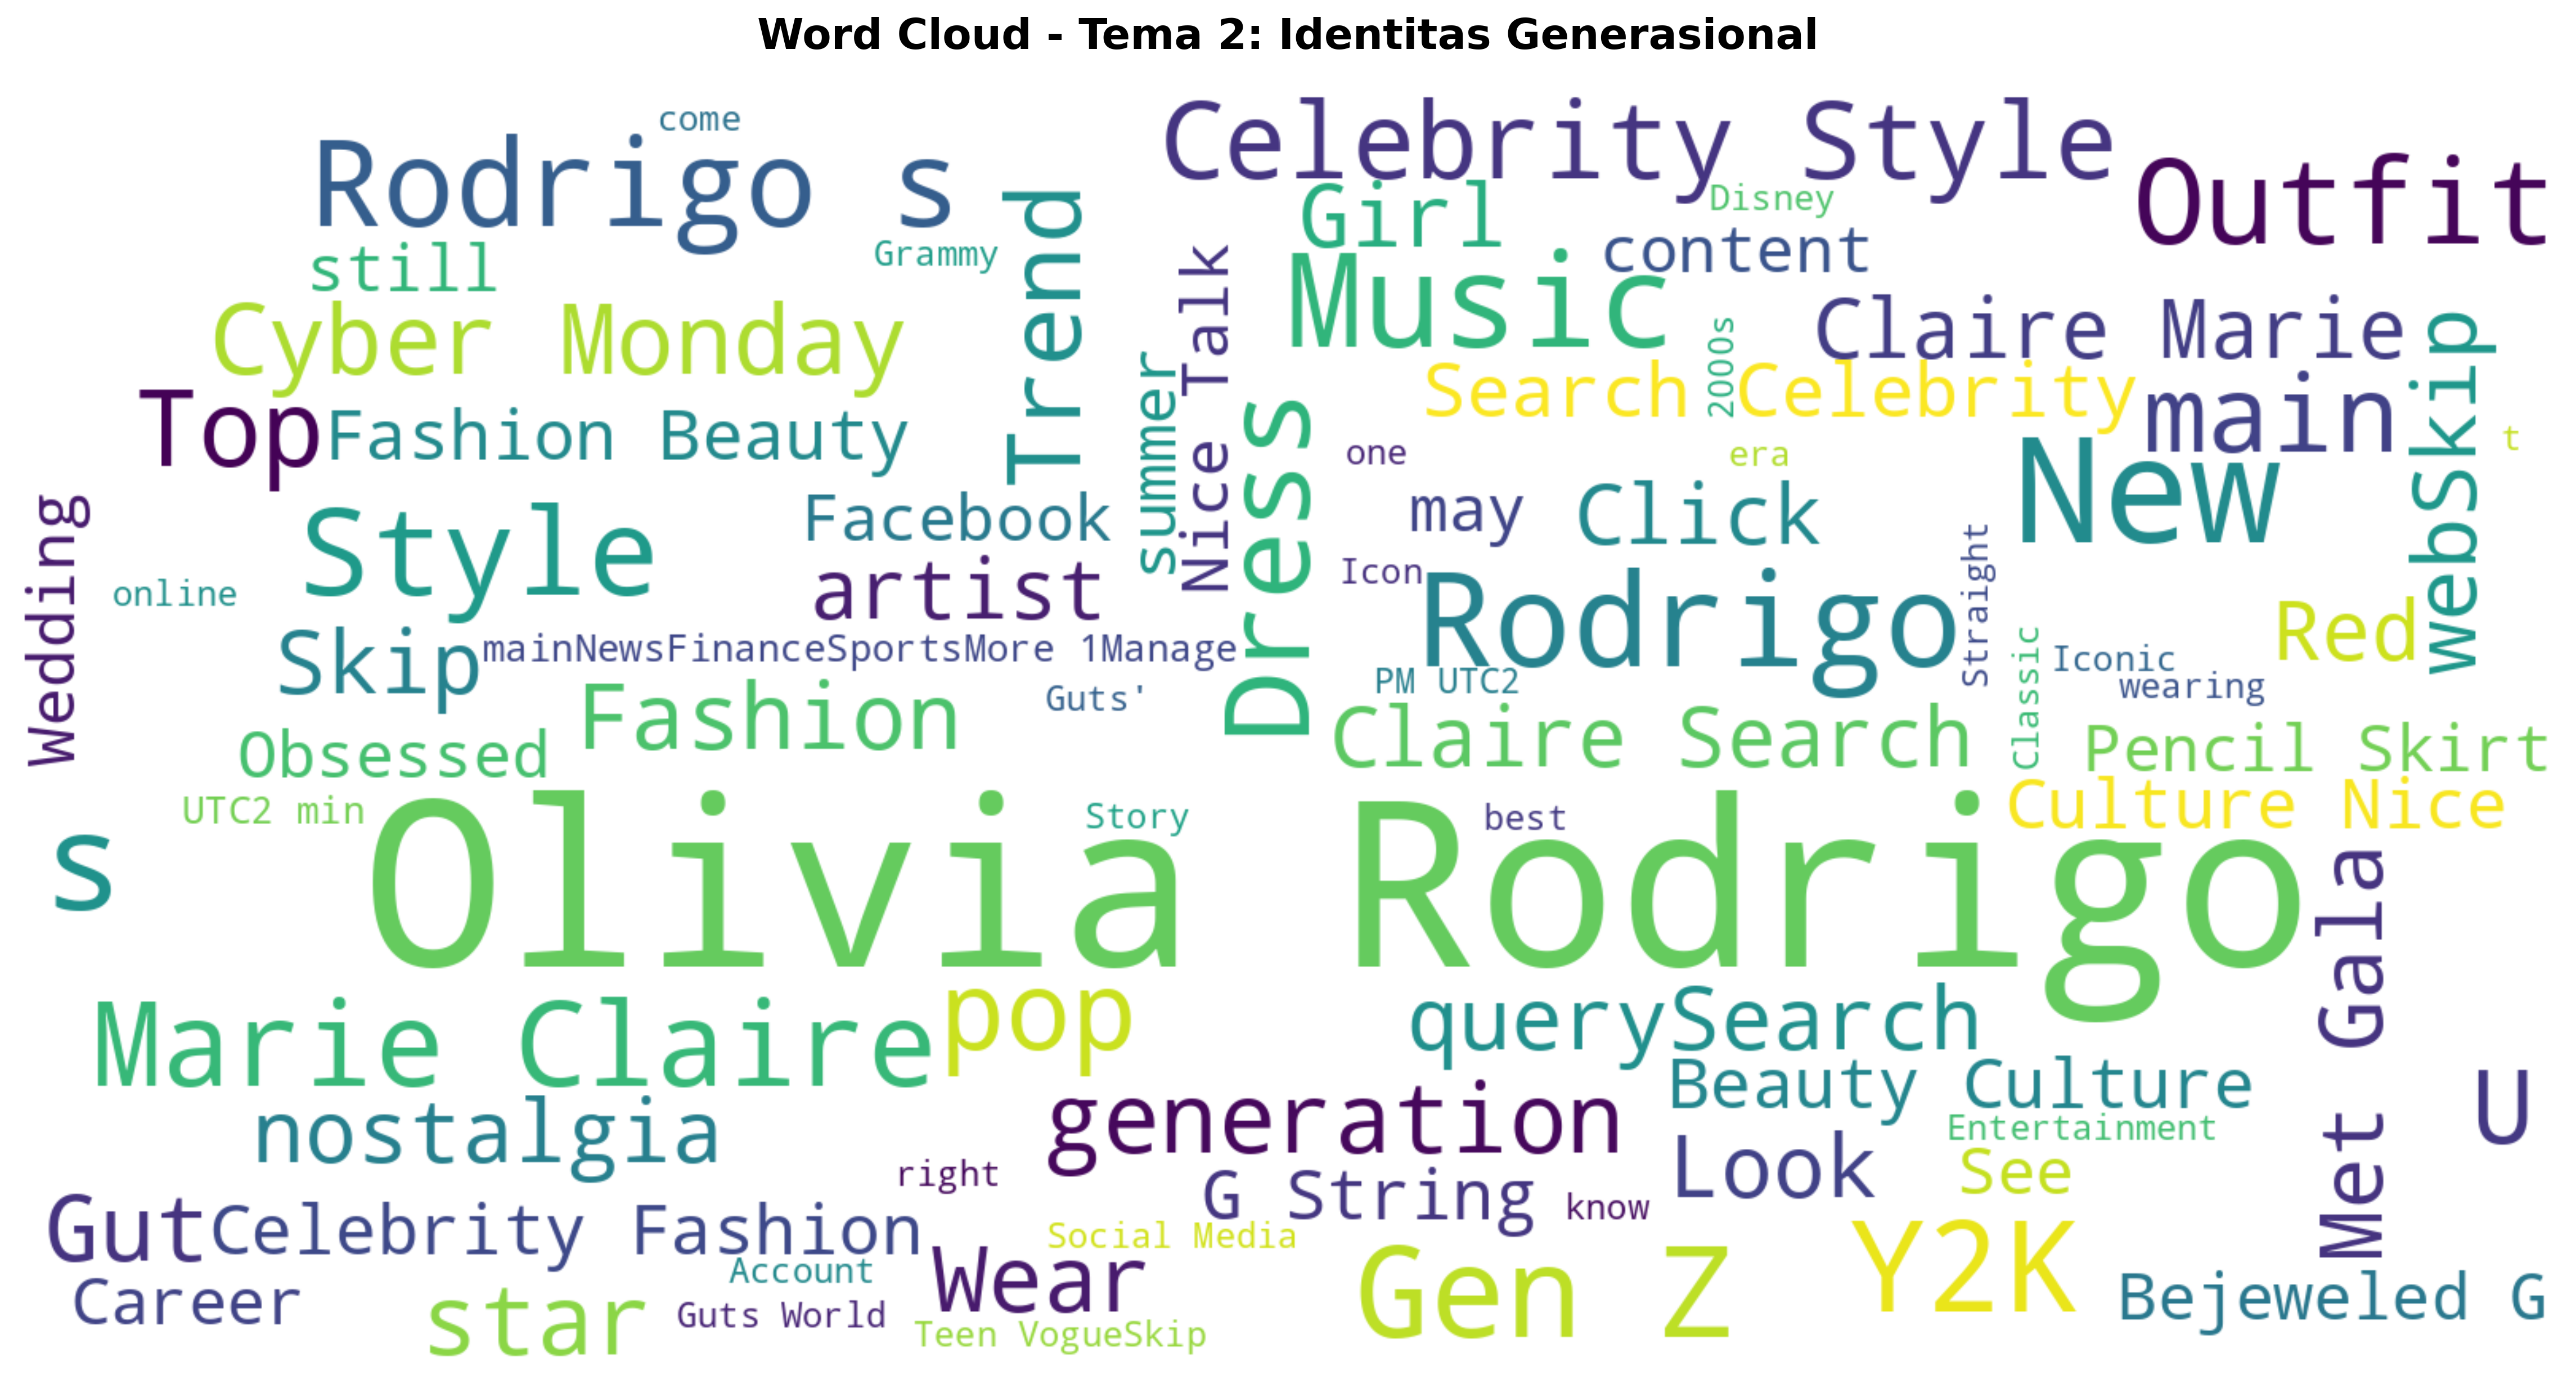 Word Cloud - Tema 2: Identitas Generasional
come
Celebrity Style
Rodrigo s
Outfit
Trend
Girl
Disney
still
Grammy
content
Nice Talk
Music
Cyber Monday
Claire Marie
2000s
webSkip
summer
Search Celebrity
Top
Fashion Beauty
main
Dress
one
era
t
New
Wedding
Style
Facebook
may
Click
online
artist
Icon
Rodrigo
Straight
Red
Skip
mainNewsFinanceSportsMore 1Manage
Classic
Iconic
PM UTC2
wearing
Fashion
Guts'
Obsessed
Claire Search
Pencil Skirt
UTC2 min
Story
best
Culture Nice
s
Olivia Rodrigo
Met Gala
Marie Claire
pop
querySearch
nostalgia
generation
Beauty Culture
U
Entertainment
right
Look
See
Gut
Celebrity Fashion
G String
know
Social Media
Career
Account
Wear
Gen Z
Y2K
Bejeweled G
star
Guts World
Teen VogueSkip